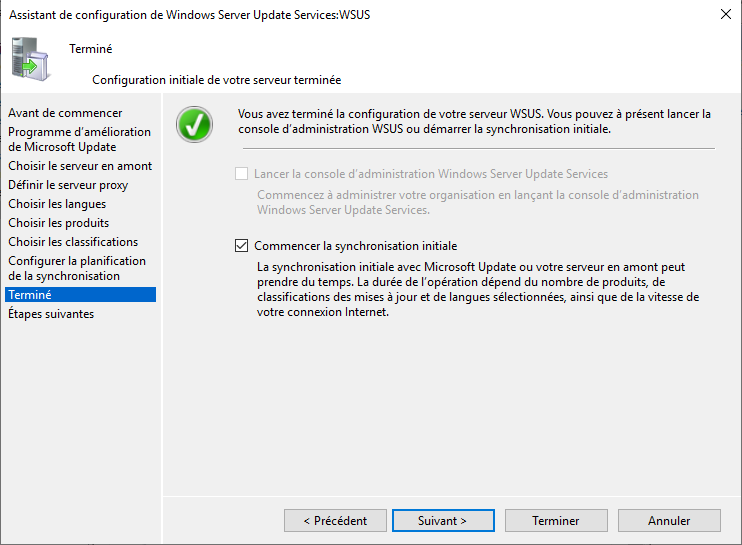 Assistant de configuration de Windows Server Update Services:WSUS
Terminé
Configuration initiale de votre serveur terminée
Avant de commencer
Programme d’amélioration
de Microsoft Update
Choisir le serveur en amont
Définir le serveur proxy
Choisir les langues
Choisir les produits
Choisir les classifications
Configurer la planification
de la synchronisation
Terminé
Étapes suivantes
Vous avez terminé la configuration de votre serveur WSUS. Vous pouvez à présent lancer la
console d’administration WSUS ou démarrer la synchronisation initiale.
Lancer la console d’administration Windows Server Update Services
Commencez à administrer votre organisation en lançant la console d’administration
Windows Server Update Services.
Commencer la synchronisation initiale
La synchronisation initiale avec Microsoft Update ou votre serveur en amont peut
prendre du temps. La durée de l’opération dépend du nombre de produits, de
classifications des mises à jour et de langues sélectionnées, ainsi que de la vitesse de
votre connexion Internet.
< Précédent
Suivant >
Terminer
Annuler